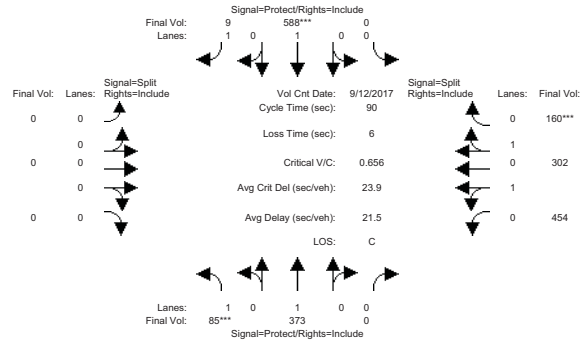 Signal=Protect/Rights=Include
Final Vol: 9 588*** 0
Lanes: 1 0 1 0 0
Signal=Split
Final Vol: Lanes: Rights=Include
Vol Cnt Date: 9/12/2017
Signal=Split
Rights=Include Lanes: Final Vol:
Cycle Time (sec): 90
0 0
0 160***
Loss Time (sec): 6
0
1
0 0
Critical V/C: 0.656
0 302
0
Avg Crit Del (sec/veh): 23.9
1
0 0
Avg Delay (sec/veh): 21.5
0 454
LOS: C
Lanes: 1 0 1 0 0
Final Vol: 85*** 373 0
Signal=Protect/Rights=Include